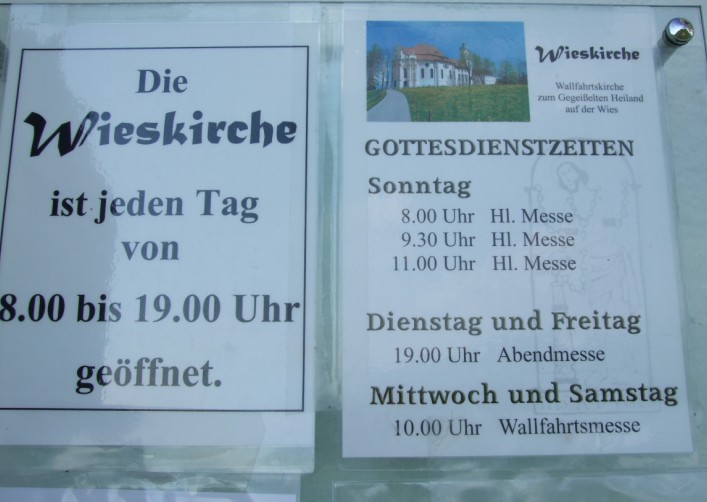 Die
Wieskirche
ist jeden Tag
von
8.00 bis 19.00 Uhr
geöffnet.
Wieskirche
Wallfahrtskirche
zum Gegeißelten Heiland
auf der Wies
GOTTESDIENSTZEITEN
Sonntag
8.00 Uhr Hl. Messe
9.30 Uhr Hl. Messe
11.00 Uhr Hl. Messe
Dienstag und Freitag
19.00 Uhr Abendmesse
Mittwoch und Samstag
10.00 Uhr Wallfahrtsmesse